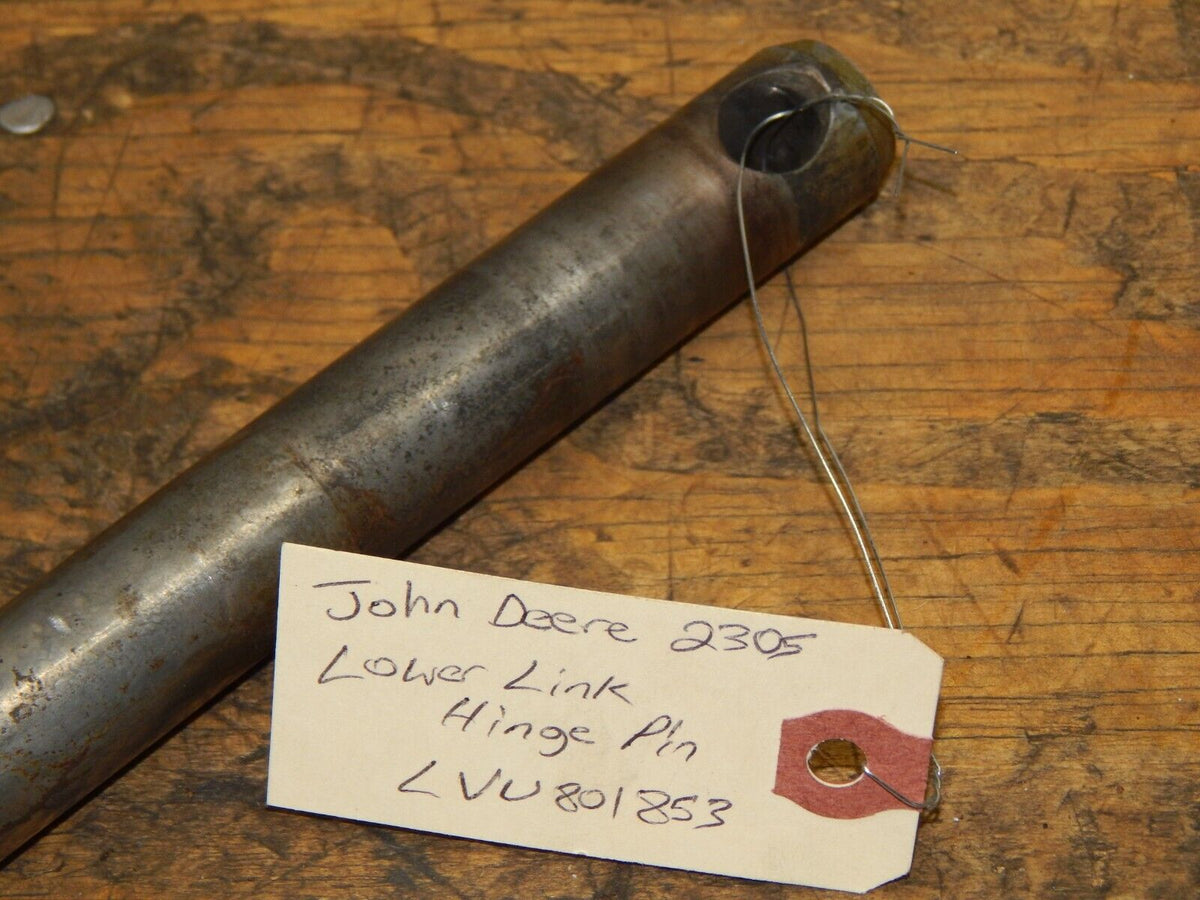 John Deere 2305
Lower Link
Hinge Pin
LVU801853